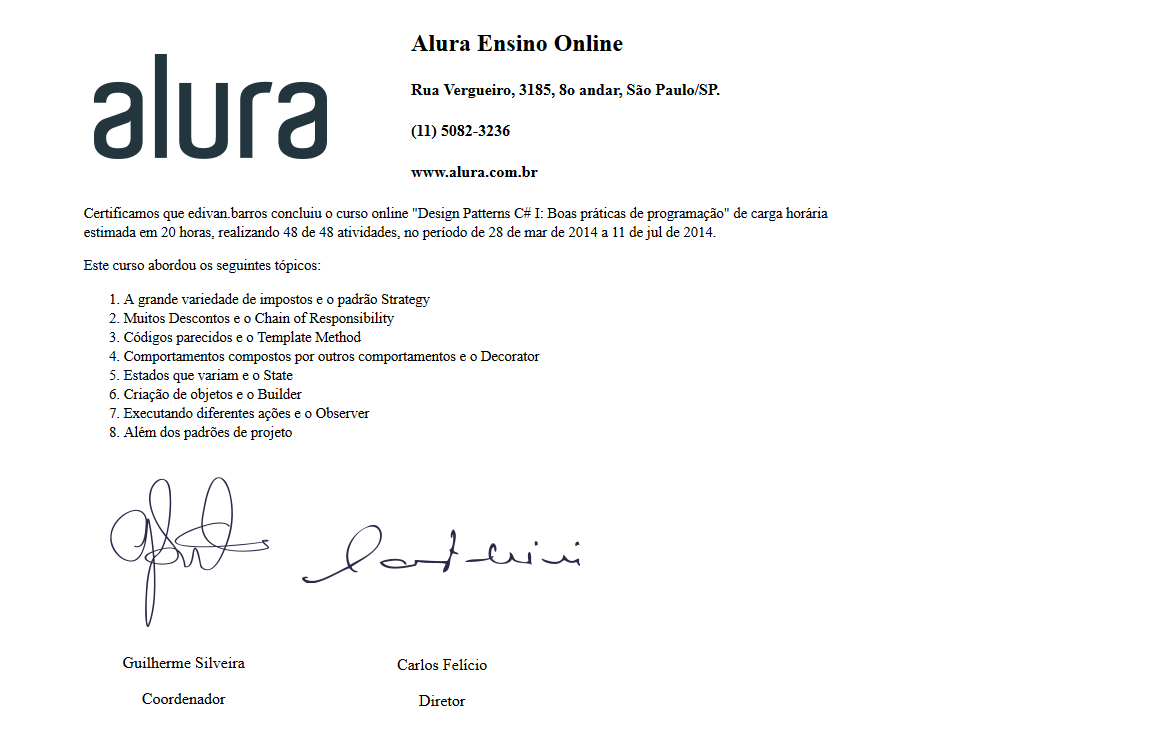 alura
Alura Ensino Online
Rua Vergueiro, 3185, 8o andar, São Paulo/SP.
(11) 5082-3236
www.alura.com.br
Certificamos que edivan.barros concluiu o curso online "Design Patterns C# I: Boas práticas de programação" de carga horária
estimada em 20 horas, realizando 48 de 48 atividades, no período de 28 de mar de 2014 a 11 de jul de 2014.
Este curso abordou os seguintes tópicos:
1. A grande variedade de impostos e o padrão Strategy
2. Muitos Descontos e o Chain of Responsibility
3. Códigos parecidos e o Template Method
4. Comportamentos compostos por outros comportamentos e o Decorator
5. Estados que variam e o State
6. Criação de objetos e o Builder
7. Executando diferentes ações e o Observer
8. Além dos padrões de projeto
Guilherme Silveira
Coordenador
Carlos Felício
Diretor